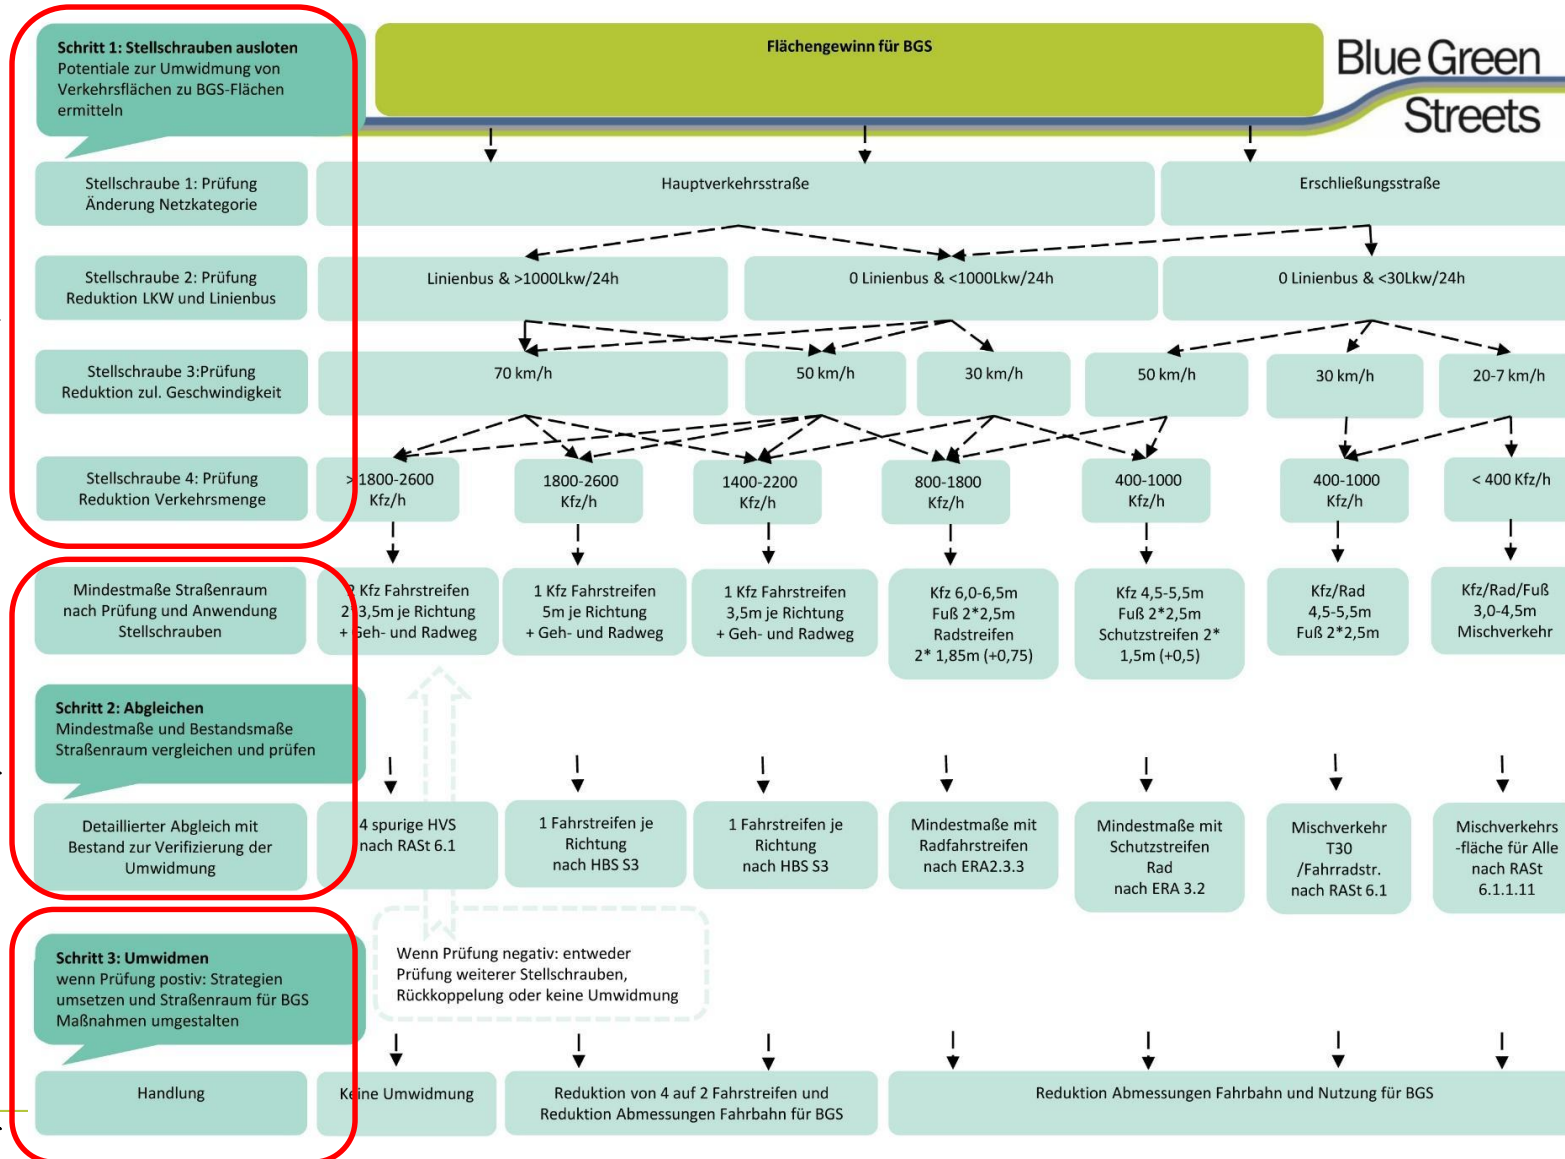 Schritt 1: Stellschrauben ausloten
Potentiale zur Umwidmung von
Verkehrsflächen zu BGS-Flächen
ermitteln
Flächengewinn für BGS
Blue Green
Streets
Stellschraube 1: Prüfung
Änderung Netzkategorie
Hauptverkehrsstraße
Erschließungsstraße
Stellschraube 2: Prüfung
Reduktion LKW und Linienbus
Linienbus & >1000Lkw/24h
0 Linienbus & <1000Lkw/24h
0 Linienbus & <30Lkw/24h
Stellschraube 3:Prüfung
Reduktion zul. Geschwindigkeit
70 km/h
50 km/h
30 km/h
50 km/h
30 km/h
20-7 km/h
Stellschraube 4: Prüfung
Reduktion Verkehrsmenge
> 1800-2600
Kfz/h
1800-2600
Kfz/h
1400-2200
Kfz/h
800-1800
Kfz/h
400-1000
Kfz/h
400-1000
Kfz/h
< 400 Kfz/h
Mindestmaße Straßenraum
nach Prüfung und Anwendung
Stellschrauben
2 Kfz Fahrstreifen
2*3,5m je Richtung
+ Geh- und Radweg
1 Kfz Fahrstreifen
5m je Richtung
+ Geh- und Radweg
1 Kfz Fahrstreifen
3,5m je Richtung
+ Geh- und Radweg
Kfz 6,0-6,5m
Fuß 2*2,5m
Radstreifen
2* 1,85m (+0,75)
Kfz 4,5-5,5m
Fuß 2*2,5m
Schutzstreifen 2*
1,5m (+0,5)
Kfz/Rad
4,5-5,5m
Fuß 2*2,5m
Kfz/Rad/Fuß
3,0-4,5m
Mischverkehr
Schritt 2: Abgleichen
Mindestmaße und Bestandsmaße
Straßenraum vergleichen und prüfen
Detaillierter Abgleich mit
Bestand zur Verifizierung der
Umwidmung
4 spurige HVS
nach RASt 6.1
1 Fahrstreifen je
Richtung
nach HBS S3
1 Fahrstreifen je
Richtung
nach HBS S3
Mindestmaße mit
Radfahrstreifen
nach ERA2.3.3
Mindestmaße mit
Schutzstreifen
Rad
nach ERA 3.2
Mischverkehr
T30
/Fahrradstr.
nach RASt 6.1
Mischverkehrs
-fläche für Alle
nach RASt
6.1.1.11
Schritt 3: Umwidmen
wenn Prüfung postiv: Strategien
umsetzen und Straßenraum für BGS
Maßnahmen umgestalten
Wenn Prüfung negativ: entweder
Prüfung weiterer Stellschrauben,
Rückkoppelung oder keine Umwidmung
Handlung
Keine Umwidmung
Reduktion von 4 auf 2 Fahrstreifen und
Reduktion Abmessungen Fahrbahn für BGS
Reduktion Abmessungen Fahrbahn und Nutzung für BGS